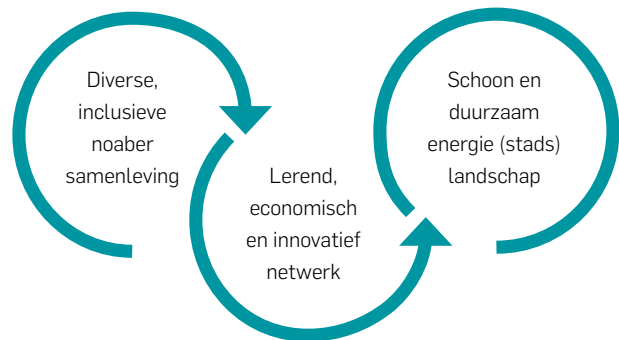 Diverse,
inclusieve
noaber
samenleving
Lerend,
economisch
en innovatief
netwerk
Schoon en
duurzaam
energie (stads)
landschap